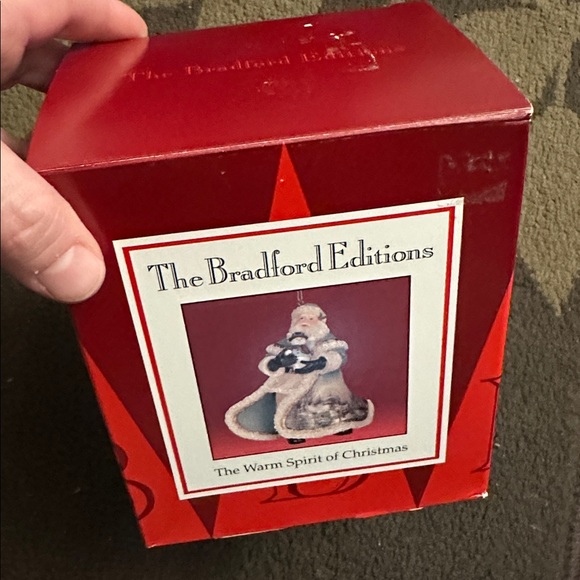 The Bradford Editions
The Bradford Editions
The Warm Spirit of Christmas
B
B